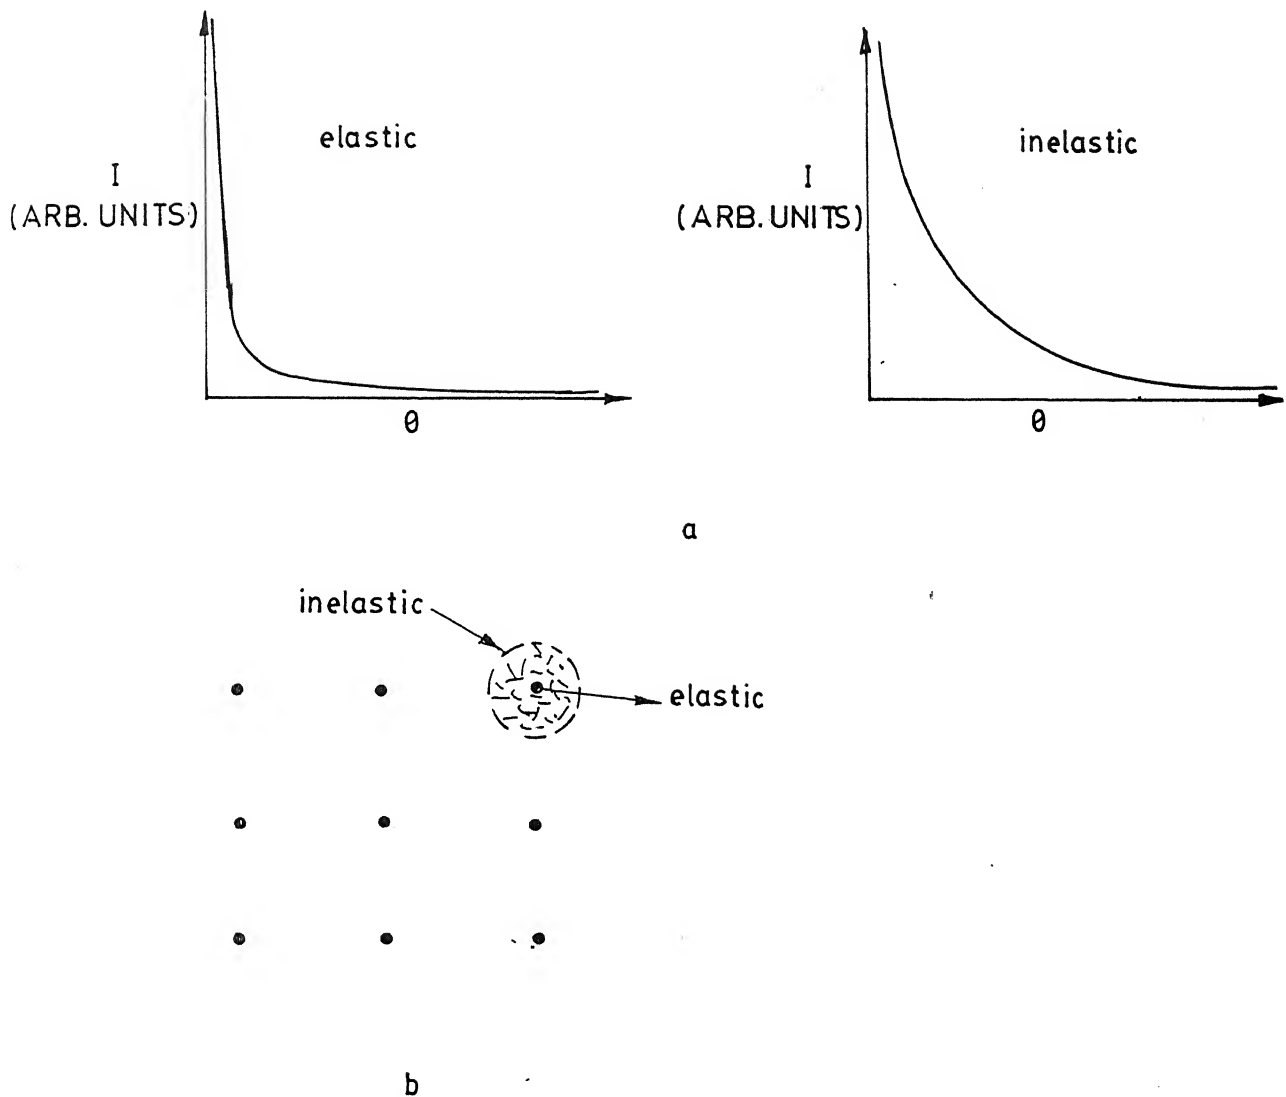 elastic
I
(ARB. UNITS)
θ
inelastic
I
(ARB. UNITS)
θ
a
inelastic
elastic
b